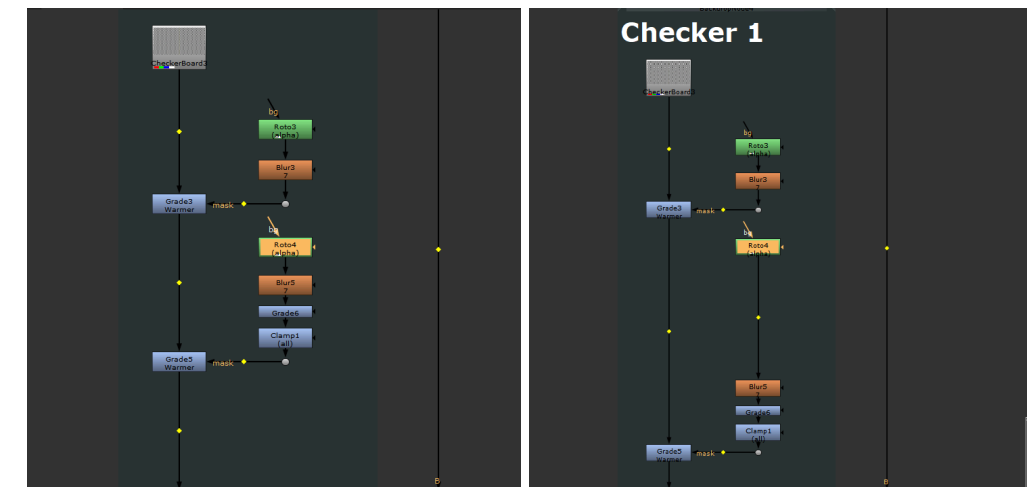 CheckerBoard3
bg
Roto3
(alpha)
Blur3
7
Grade3
Warmer
mask
bg
Roto4
(alpha)
Blur5
7
Grade6
Clamp1
(all)
Grade5
Warmer
mask
B
Checker 1
CheckerBoard3
bg
Roto3
(alpha)
Blur3
7
Grade3
Warmer
mask
bg
Roto4
(alpha)
Blur5
7
Grade6
Clamp1
(all)
Grade5
Warmer
mask
B